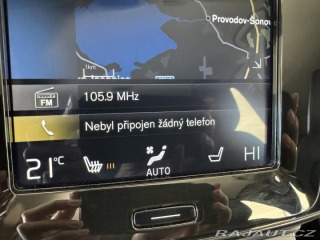 Provodov-Šonov
1km
FM
105.9 MHz
Nebyl připojen žádný telefon
21°C
AUTO
HI
RAJAUT.CZ